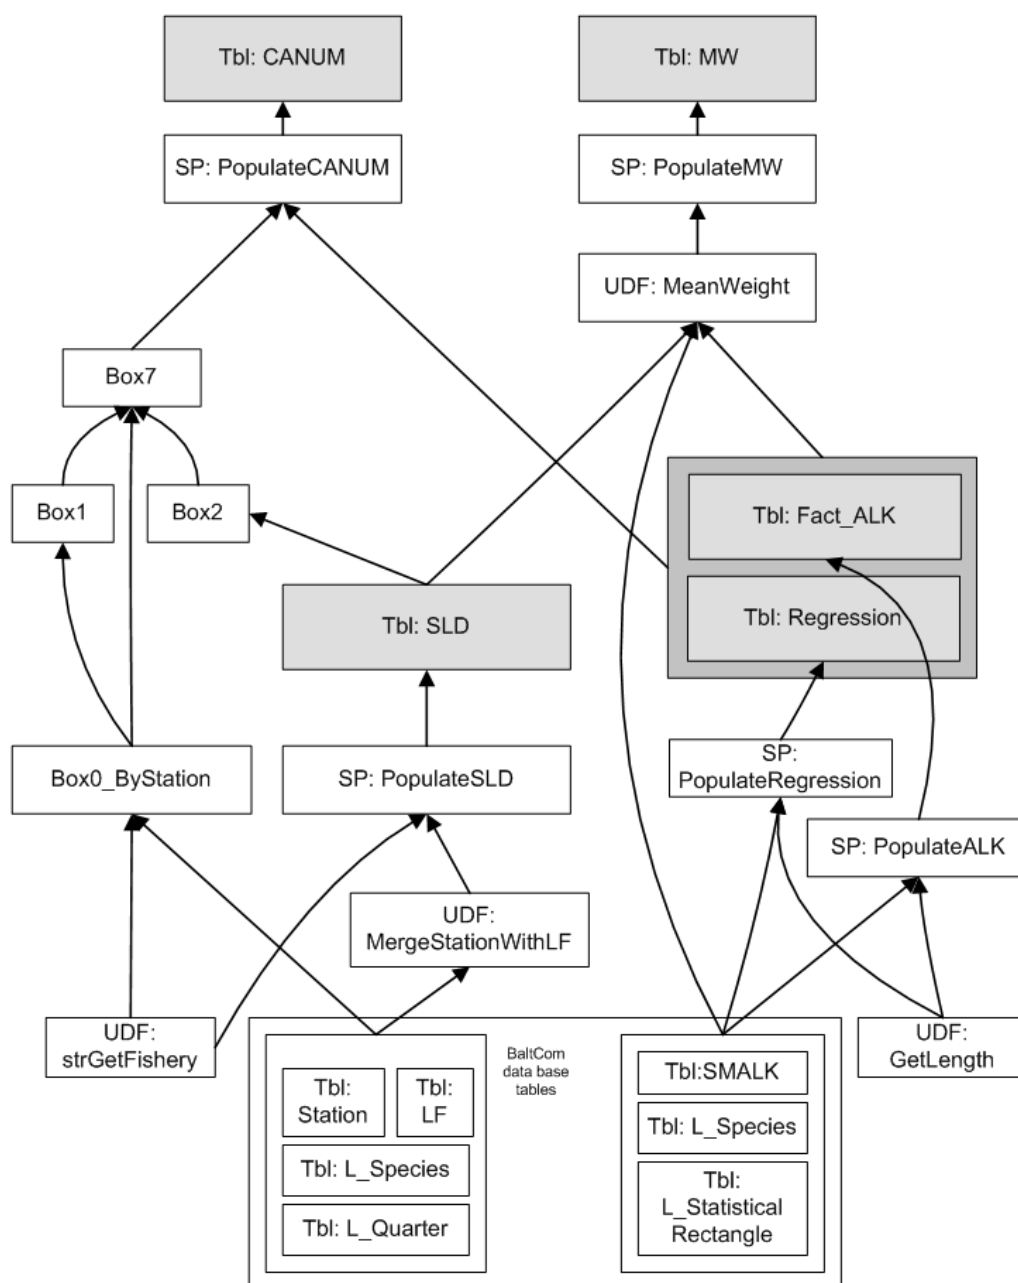 Tbl: CANUM
Tbl: MW
SP: PopulateCANUM
SP: PopulateMW
UDF: MeanWeight
Box7
Box1
Box2
Tbl: Fact_ALK
Tbl: SLD
Tbl: Regression
Box0_ByStation
SP: PopulateSLD
SP:
PopulateRegression
SP: PopulateALK
UDF:
MergeStationWithLF
UDF:
strGetFishery
BaltCom
data base
tables
UDF:
GetLength
Tbl:
Station
Tbl:
LF
Tbl: L_Species
Tbl: L_Quarter
Tbl:SMALK
Tbl: L_Species
Tbl:
L_Statistical
Rectangle